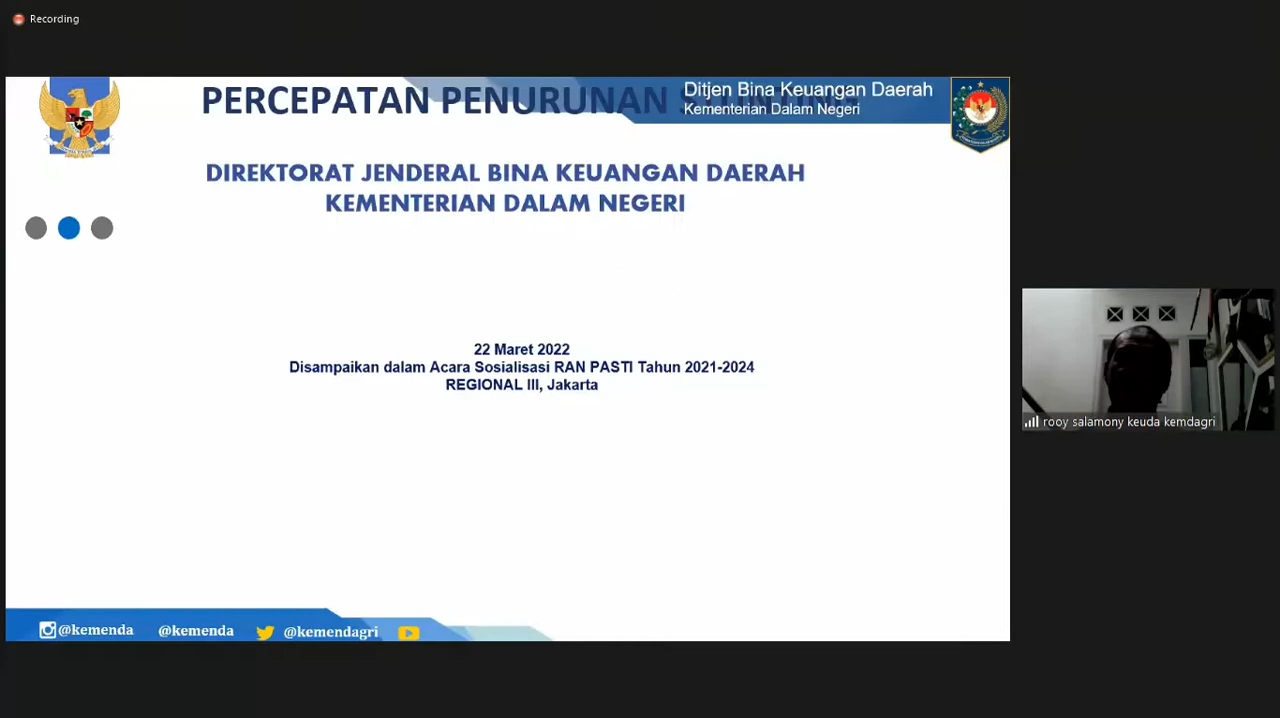 Recording
PERCEPATAN PENURUNAN
Ditjen Bina Keuangan Daerah
Kementerian Dalam Negeri
DIREKTORAT JENDERAL BINA KEUANGAN DAERAH
KEMENTERIAN DALAM NEGERI
22 Maret 2022
Disampaikan dalam Acara Sosialisasi RAN PASTI Tahun 2021-2024
REGIONAL III, Jakarta
rooy salamony keuda kemdagri
@kemenda @kemenda @kemendagri